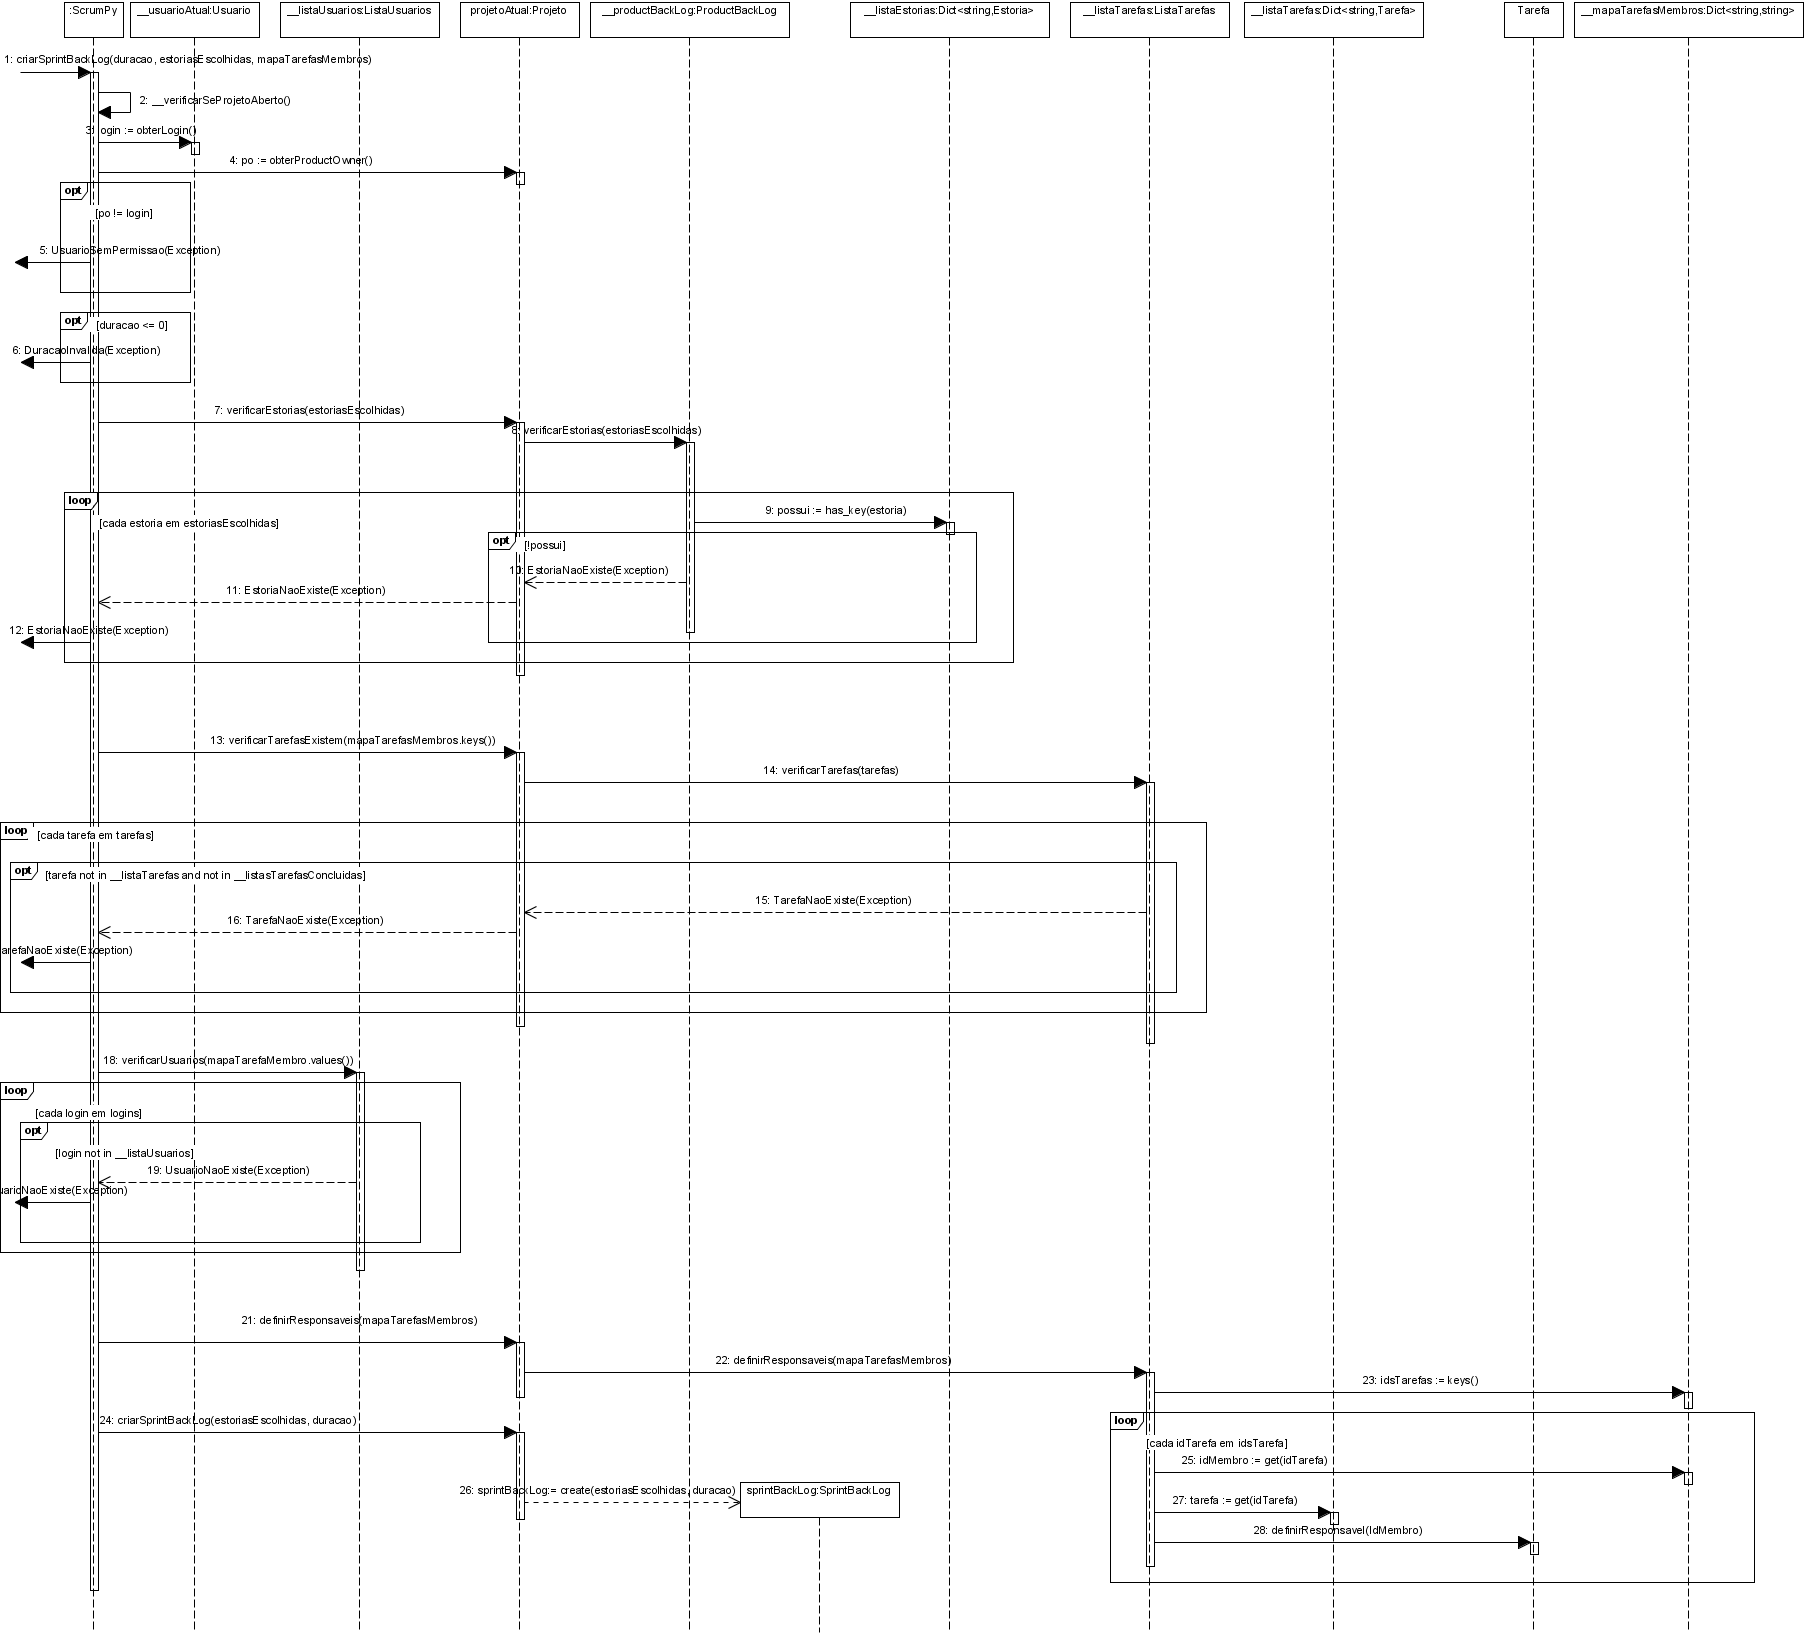 :ScrumPy
__usuarioAtual:Usuario
__listaUsuarios:ListaUsuarios
projetoAtual:Projeto
__productBackLog:ProductBackLog
__listaEstorias:Dict<string,Estoria>
__listaTarefas:ListaTarefas
__listaTarefas:Dict<string,Tarefa>
Tarefa
__mapaTarefasMembros:Dict<string,string>
1: criarSprintBackLog(duracao, estoriasEscolhidas, mapaTarefasMembros)
2: __verificarSeProjetoAberto()
3: login := obterLogin()
4: po := obterProductOwner()
opt
[po != login]
5: UsuarioSemPermissao(Exception)
opt
[duracao <= 0]
6: DuracaoInvalida(Exception)
7: verificarEstorias(estoriasEscolhidas)
8: verificarEstorias(estoriasEscolhidas)
loop
[cada estoria em estoriasEscolhidas]
9: possui := has_key(estoria)
opt
[!possui]
10: EstoriaNaoExiste(Exception)
11: EstoriaNaoExiste(Exception)
12: EstoriaNaoExiste(Exception)
13: verificarTarefasExistem(mapaTarefasMembros.keys())
14: verificarTarefas(tarefas)
loop
[cada tarefa em tarefas]
opt
[tarefa not in __listaTarefas and not in __listasTarefasConcluidas]
15: TarefaNaoExiste(Exception)
16: TarefaNaoExiste(Exception)
arefaNaoExiste(Exception)
18: verificarUsuarios(mapaTarefaMembro.values())
loop
[cada login em logins]
opt
[login not in __listaUsuarios]
19: UsuarioNaoExiste(Exception)
uarioNaoExiste(Exception)
21: definirResponsaveis(mapaTarefasMembros)
22: definirResponsaveis(mapaTarefasMembros)
23: idsTarefas := keys()
24: criarSprintBackLog(estoriasEscolhidas, duracao)
loop
[cada idTarefa em idsTarefa]
25: idMembro := get(idTarefa)
26: sprintBackLog:= create(estoriasEscolhidas, duracao)
sprintBackLog:SprintBackLog
27: tarefa := get(idTarefa)
28: definirResponsavel(IdMembro)